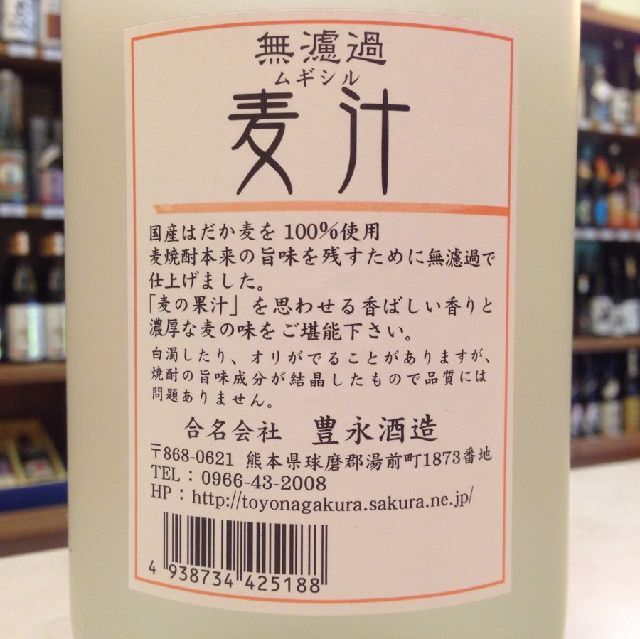 無濾過
ムギシル
麦汁
国産はだか麦を100%使用
麦焼酎本来の旨味を残すために無濾過で
仕上げました。
「麦の果汁」を思わせる香ばしい香りと
濃厚な麦の味をご堪能下さい。
白濁したり、オリがでることがありますが、
焼酎の旨味成分が結晶したもので品質には
問題ありません。
合名会社 豊永酒造
〒868-0621 熊本県球磨郡湯前町1873番地
TEL : 0966-43-2008
HP : http://toyonagakura.sakura.ne.jp/
4 938734 425188